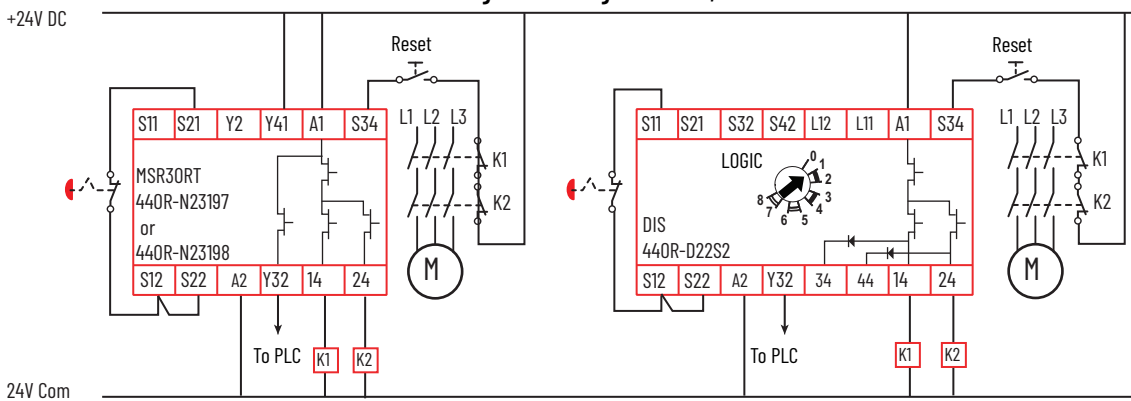 +24V DC
Reset
S11 S21 Y2 Y41 A1 S34
L1 L2 L3
MSR30RT
440R-N23197
or
440R-N23198
K1
K2
M
S12 S22 A2 Y32 14 24
To PLC
K1 K2
Reset
S11 S21 S32 S42 L12 L11 A1 S34
L1 L2 L3
LOGIC
0
1
2
3
4
5
6
7
8
DIS
440R-D22S2
K1
K2
M
S12 S22 A2 Y32 34 44 14 24
To PLC
K1 K2
24V Com